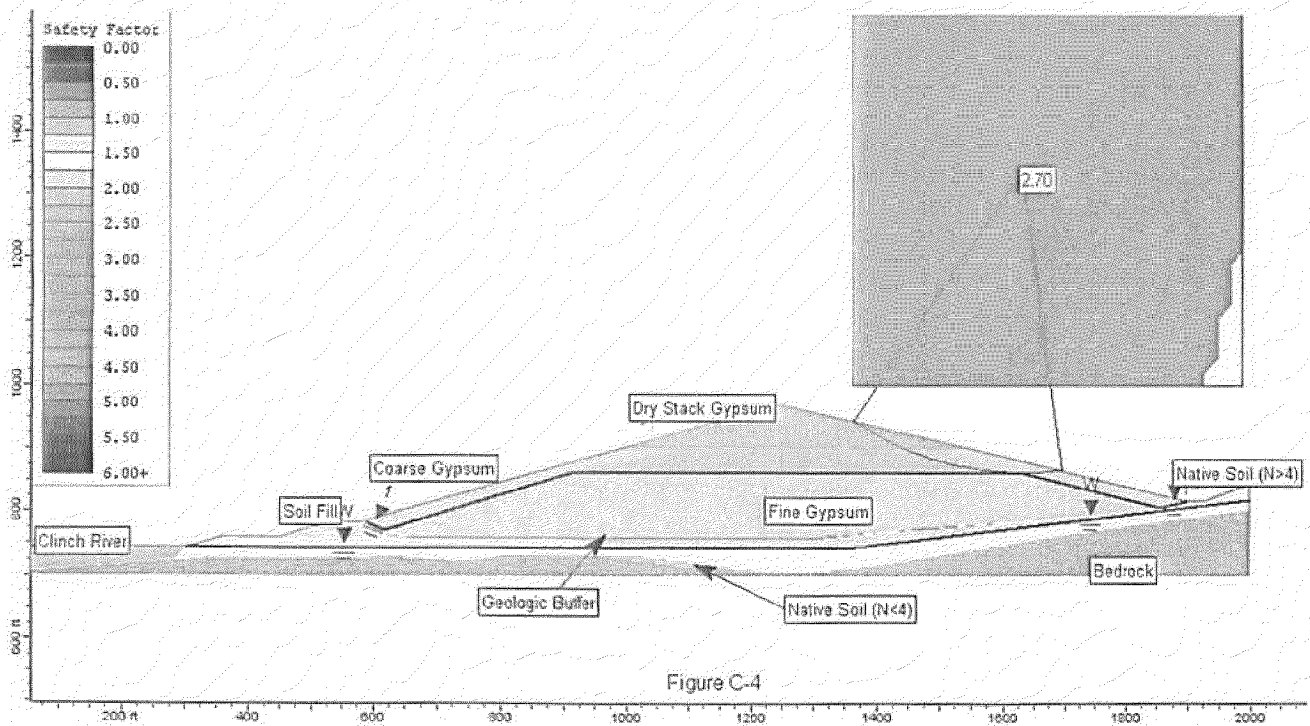 Safety Factor
0.00
0.50
1.00
1.50
2.00
2.50
3.00
3.50
4.00
4.50
5.00
5.50
6.00+
2.70
Dry Stack Gypsum
Coarse Gypsum
Native Soil (N>4)
Soil Fill
W
W
Fine Gypsum
Clinch River
Bedrock
Geologic Buffer
Native Soil (N<4)
Figure C-4
1400
1200
1000
800
600 ft
200 ft
400
600
800
1000
1200
1400
1600
1800
2000